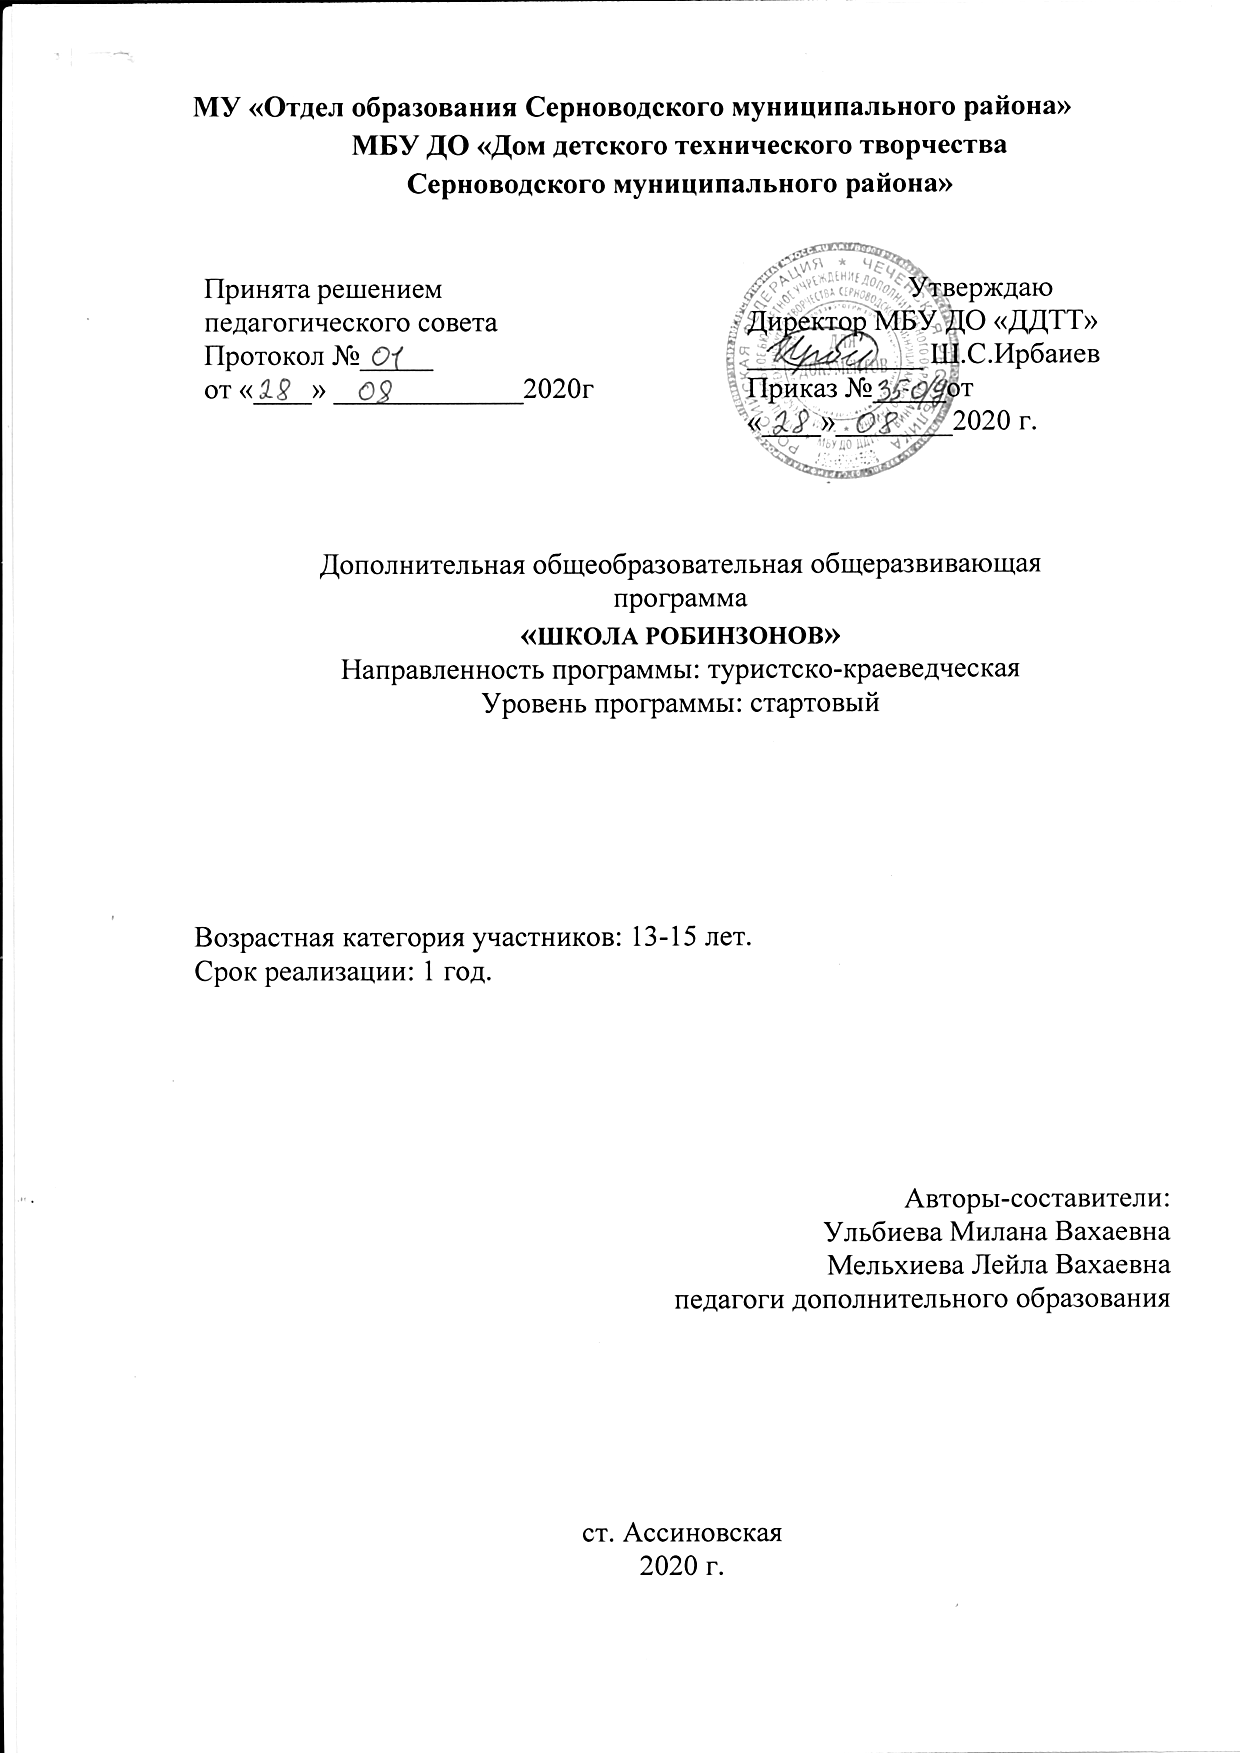 МУ «Отдел образования Серноводского муниципального района»
МБУ ДО «Дом детского технического творчества
Серноводского муниципального района»
Принята решением
педагогического совета
Протокол № 01
от «28» 08 2020г
Утверждаю
Директор МБУ ДО «ДДТТ»
Ш.С.Ирбаиев
Приказ № от
«28» 08 2020 г.
Дополнительная общеобразовательная общеразвивающая
программа
«ШКОЛА РОБИНЗОНОВ»
Направленность программы: туристско-краеведческая
Уровень программы: стартовый
Возрастная категория участников: 13-15 лет.
Срок реализации: 1 год.
Авторы-составители:
Ульбиева Милана Вахаевна
Мельхиева Лейла Вахаевна
педагоги дополнительного образования
ст. Ассиновская
2020 г.